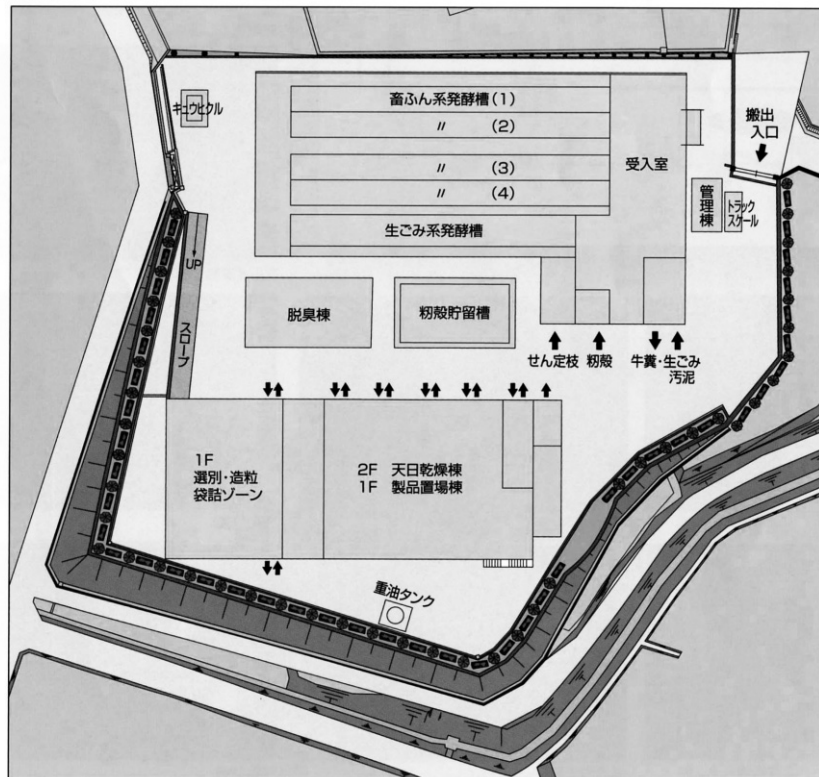 キュウビクル
畜ふん系発酵槽(1)
〃 (2)
〃 (3)
〃 (4)
生ごみ系発酵槽
受入室
搬出
入口
管理棟
トラック
スケール
UP
スロープ
脱臭棟
籾殻貯留槽
せん定枝
籾殻
牛糞・生ごみ
汚泥
1F
選別・造粒
袋詰ゾーン
2F 天日乾燥棟
1F 製品置場棟
重油タンク